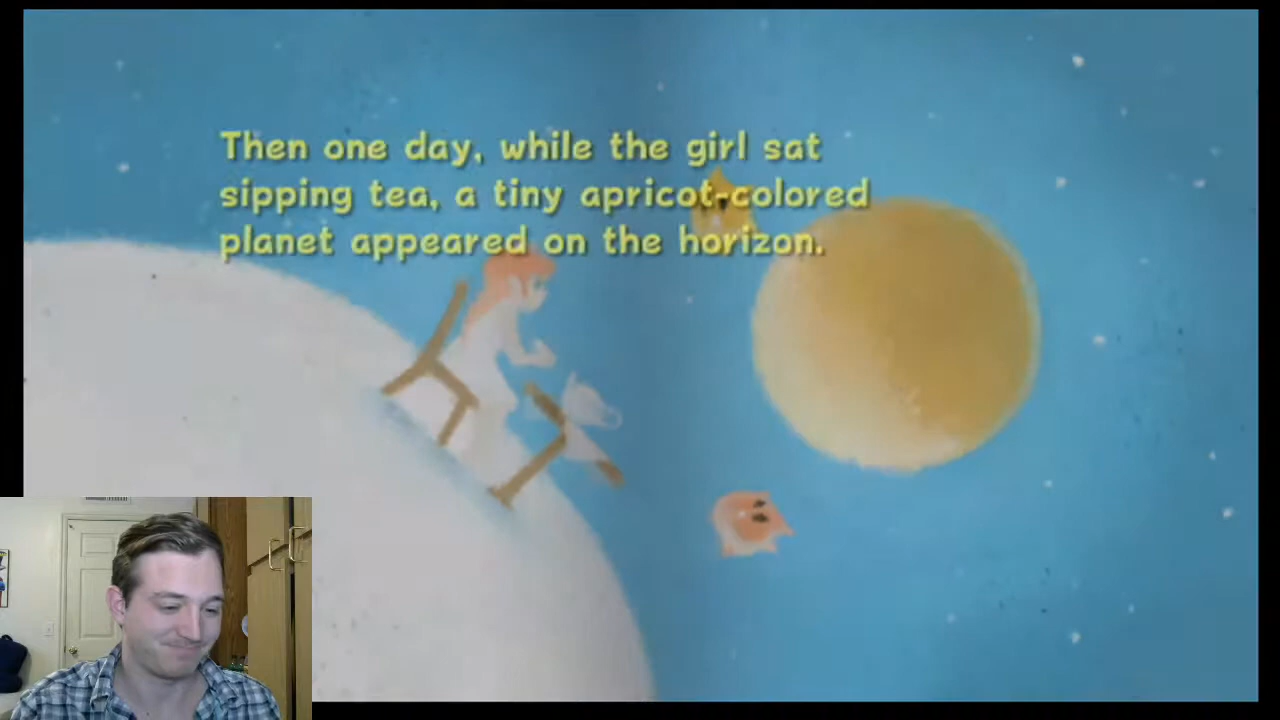 Then one day, while the girl sat
sipping tea, a tiny apricot-colored
planet appeared on the horizon.